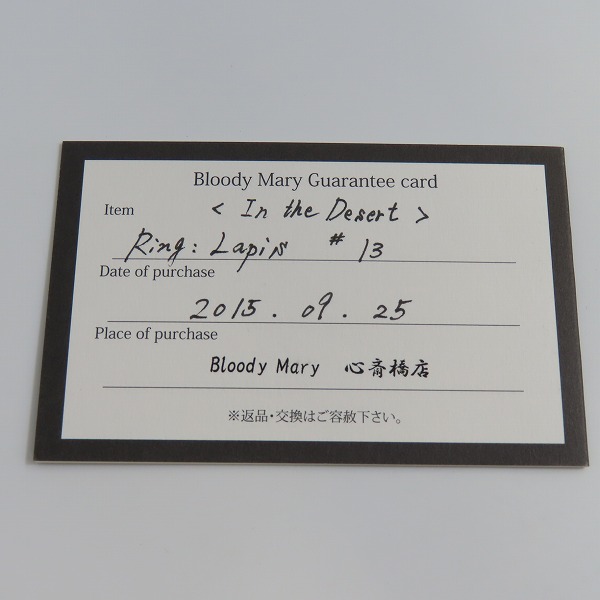 Bloody Mary Guarantee card
Item < In the Desert >
Ring: Lapis # 13
Date of purchase
2015. 09. 25
Place of purchase
Bloody Mary 心斎橋店
※返品・交換はご容赦下さい。